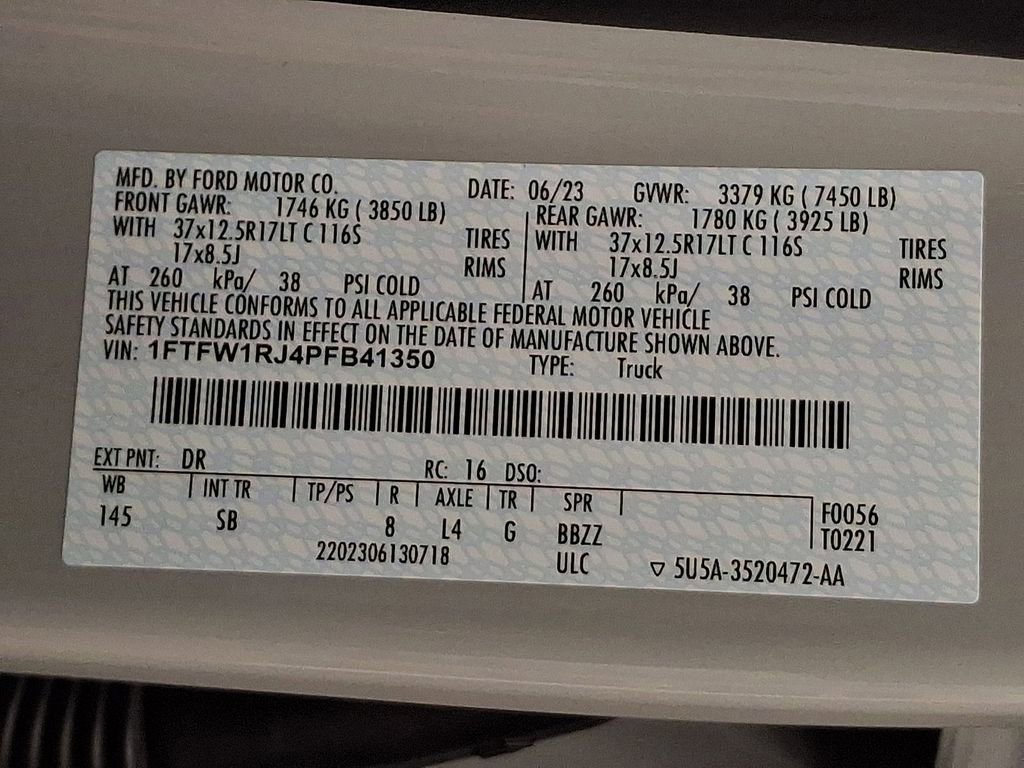 MFD. BY FORD MOTOR CO. DATE: 06/23 GVWR: 3379 KG ( 7450 LB)
FRONT GAWR: 1746 KG ( 3850 LB) REAR GAWR: 1780 KG ( 3925 LB)
WITH 37x12.5R17LT C 116S TIRES WITH 37x12.5R17LT C 116S TIRES
17x8.5J RIMS 17x8.5J RIMS
AT 260 kPa/ 38 PSI COLD AT 260 kPa/ 38 PSI COLD
THIS VEHICLE CONFORMS TO ALL APPLICABLE FEDERAL MOTOR VEHICLE
SAFETY STANDARDS IN EFFECT ON THE DATE OF MANUFACTURE SHOWN ABOVE.
VIN: 1FTFW1RJ4PFB41350 TYPE: Truck
EXT PNT: DR RC: 16 DSO:
WB INT TR TP/PS R AXLE TR SPR F0056
145 SB 8 L4 G BBZZ T0221
2202306130718 ULC ▽ 5U5A-3520472-AA